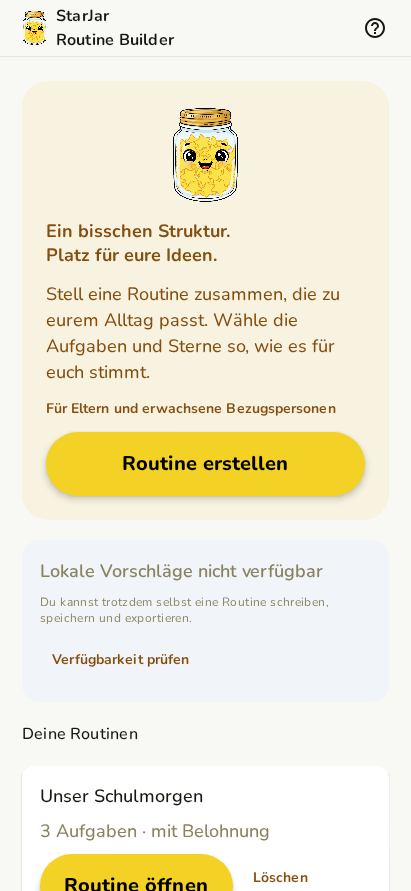 StarJar
Routine Builder
Ein bisschen Struktur.
Platz für eure Ideen.
Stell eine Routine zusammen, die zu
eurem Alltag passt. Wähle die
Aufgaben und Sterne so, wie es für
euch stimmt.
Für Eltern und erwachsene Bezugspersonen
Routine erstellen
Lokale Vorschläge nicht verfügbar
Du kannst trotzdem selbst eine Routine schreiben,
speichern und exportieren.
Verfügbarkeit prüfen
Deine Routinen
Unser Schulmorgen
3 Aufgaben · mit Belohnung
Routine öffnen
Löschen